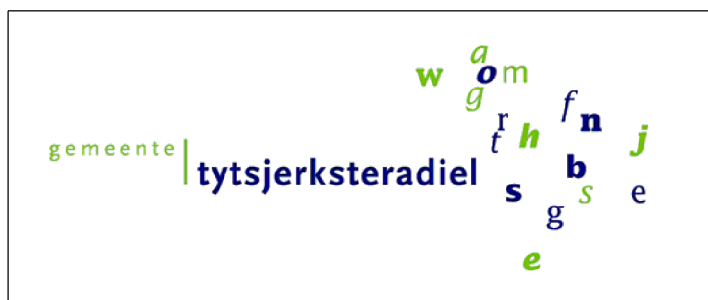 gemeente
tytsjerksteradiel
a
w o m
g
f
r n
t h j
b
s s e
g
e